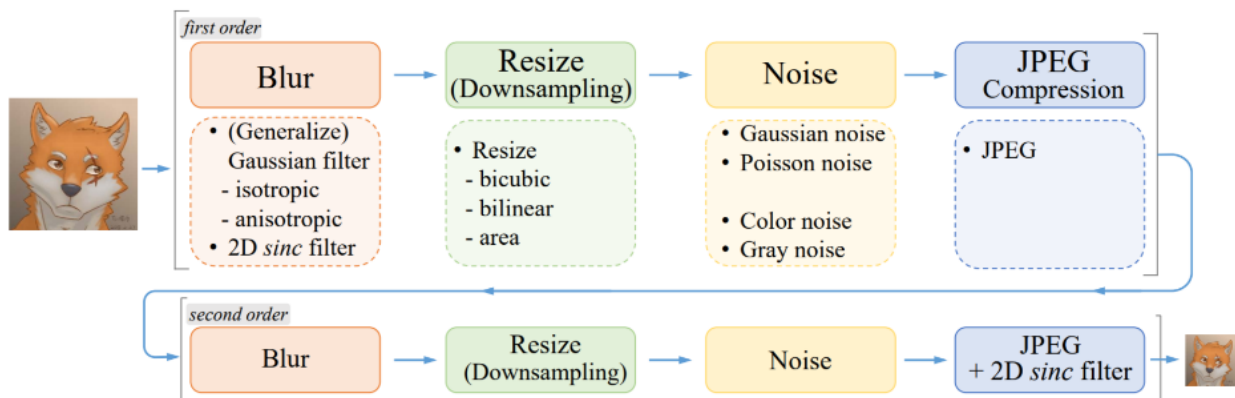 first order
Blur
Resize
(Downsampling)
Noise
JPEG
Compression
• (Generalize)
Gaussian filter
- isotropic
- anisotropic
• 2D sinc filter
• Resize
- bicubic
- bilinear
- area
• Gaussian noise
• Poisson noise
• Color noise
• Gray noise
• JPEG
second order
Blur
Resize
(Downsampling)
Noise
JPEG
+ 2D sinc filter